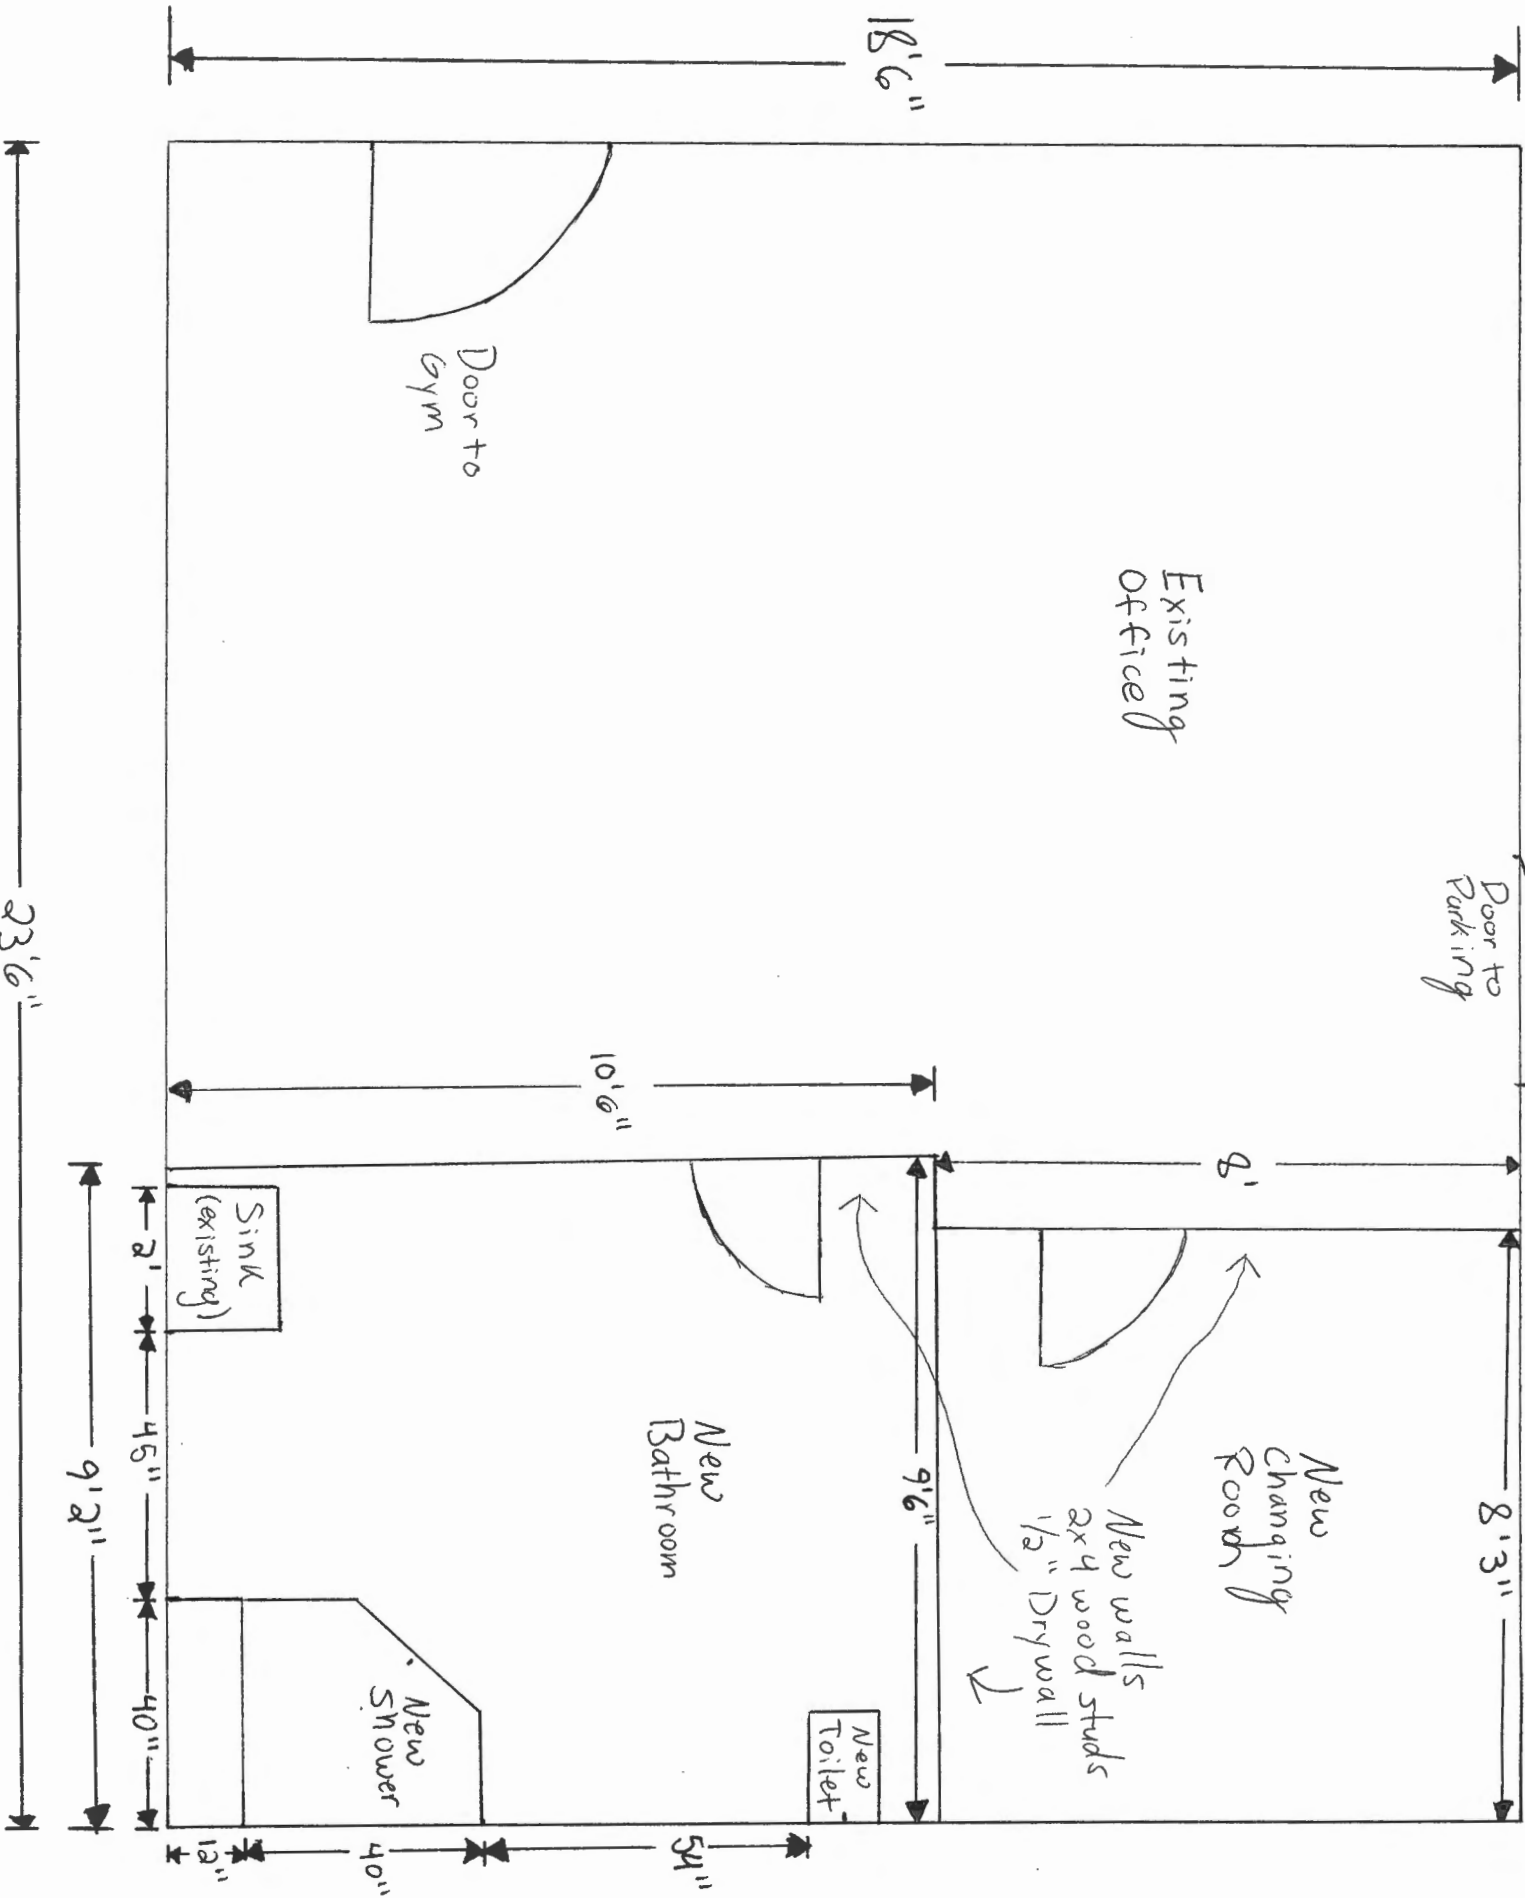 18'6"
Door to
Parking
Existing
Office
Door to
Gym
23'6"
8'
10'6"
8'3"
New
Changing
Room
New walls
2x4 wood studs
1/2" Drywall
9'6"
New
Bathroom
Sink
(existing)
2'
45"
40"
9'2"
New
Shower
New
Toilet
12"
40"
54"